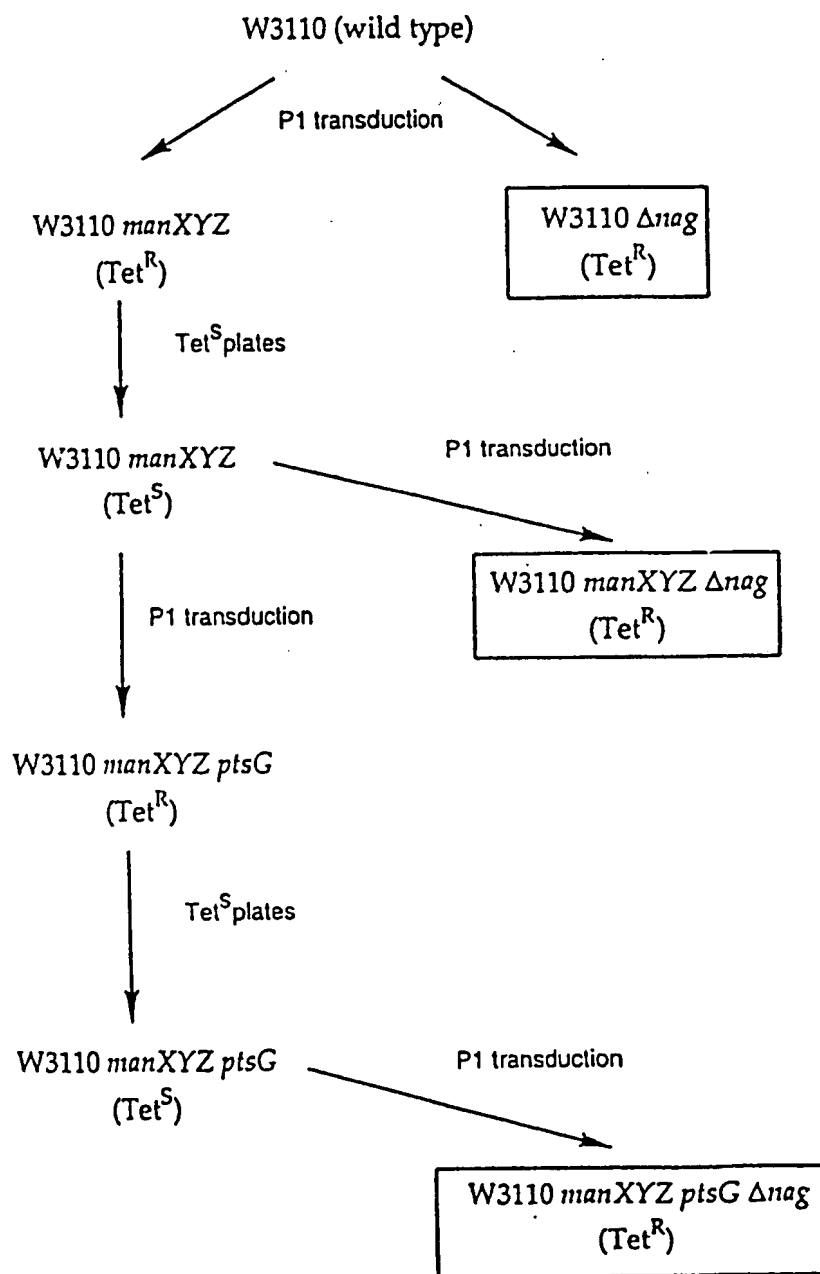 W3110 (wild type)
P1 transduction
W3110 manXYZ
(Tet^R)
W3110 Δnag
(Tet^R)
Tet^S plates
W3110 manXYZ
(Tet^S)
P1 transduction
W3110 manXYZ Δnag
(Tet^R)
P1 transduction
W3110 manXYZ ptsG
(Tet^R)
Tet^S plates
W3110 manXYZ ptsG
(Tet^S)
P1 transduction
W3110 manXYZ ptsG Δnag
(Tet^R)